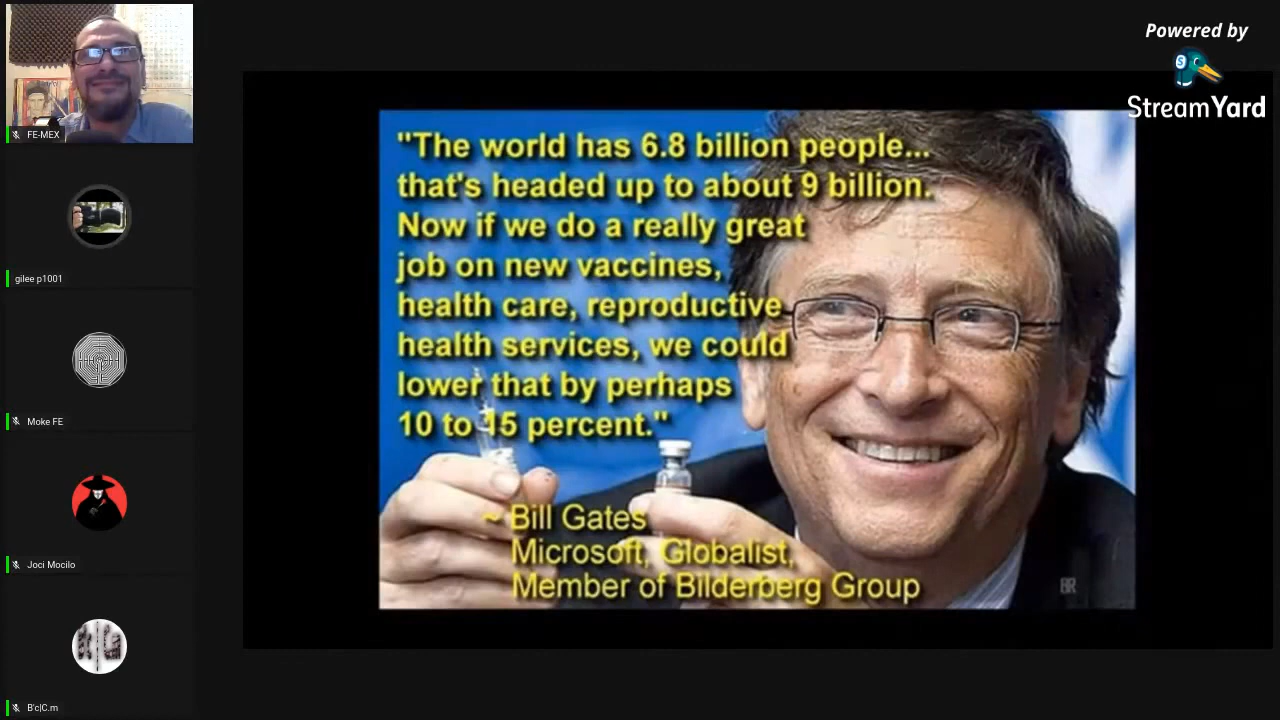 Powered by
StreamYard
FE-MEX
gilee p1001
Moke FE
Joci Mocilo
B'c|C.m
"The world has 6.8 billion people...
that's headed up to about 9 billion.
Now if we do a really great
job on new vaccines,
health care, reproductive
health services, we could
lower that by perhaps
10 to 15 percent."
~ Bill Gates
Microsoft, Globalist,
Member of Bilderberg Group
BR